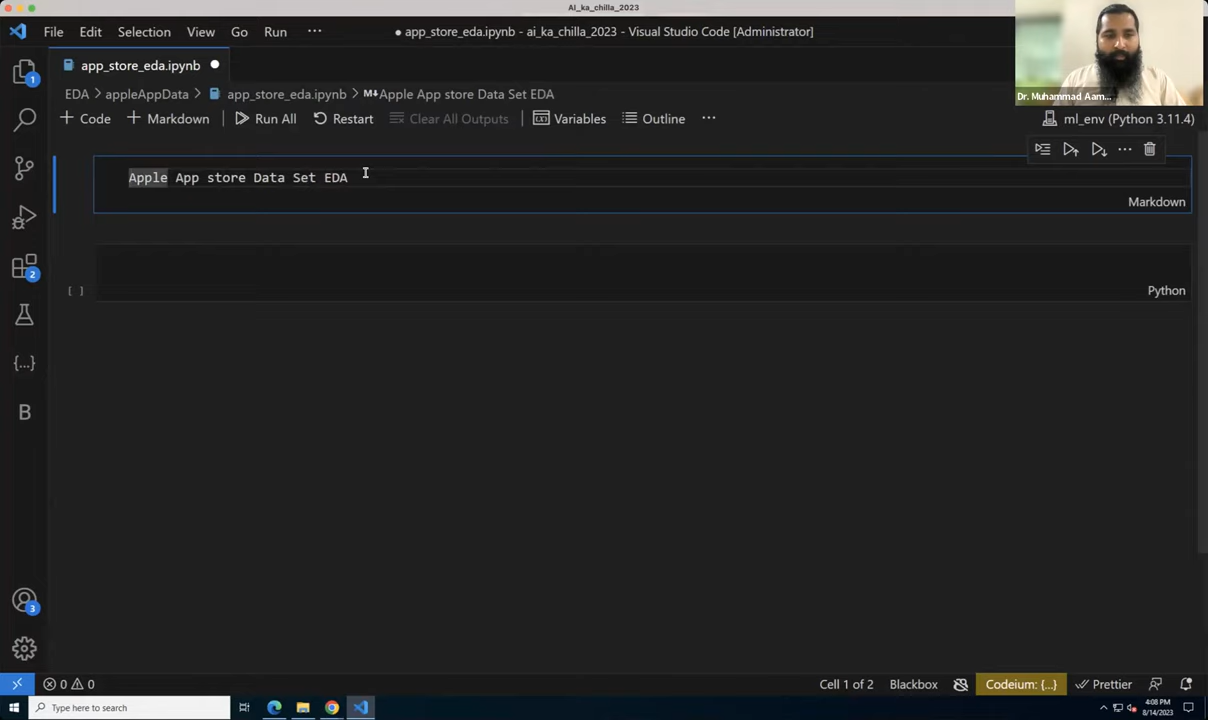 AI_ka_chilla_2023
File Edit Selection View Go Run ···
● app_store_eda.ipynb - ai_ka_chilla_2023 - Visual Studio Code [Administrator]
app_store_eda.ipynb ●
EDA > appleAppData > app_store_eda.ipynb > M↓Apple App store Data Set EDA
Dr. Muhammad Aam...
+ Code + Markdown Run All Restart Clear All Outputs Variables Outline ···
ml_env (Python 3.11.4)
1
Apple App store Data Set EDA
Markdown
[ ]
Python
2
{...}
B
3
0 0
Cell 1 of 2 Blackbox Codeium: {...} Prettier
Type here to search
4:08 PM
8/14/2023